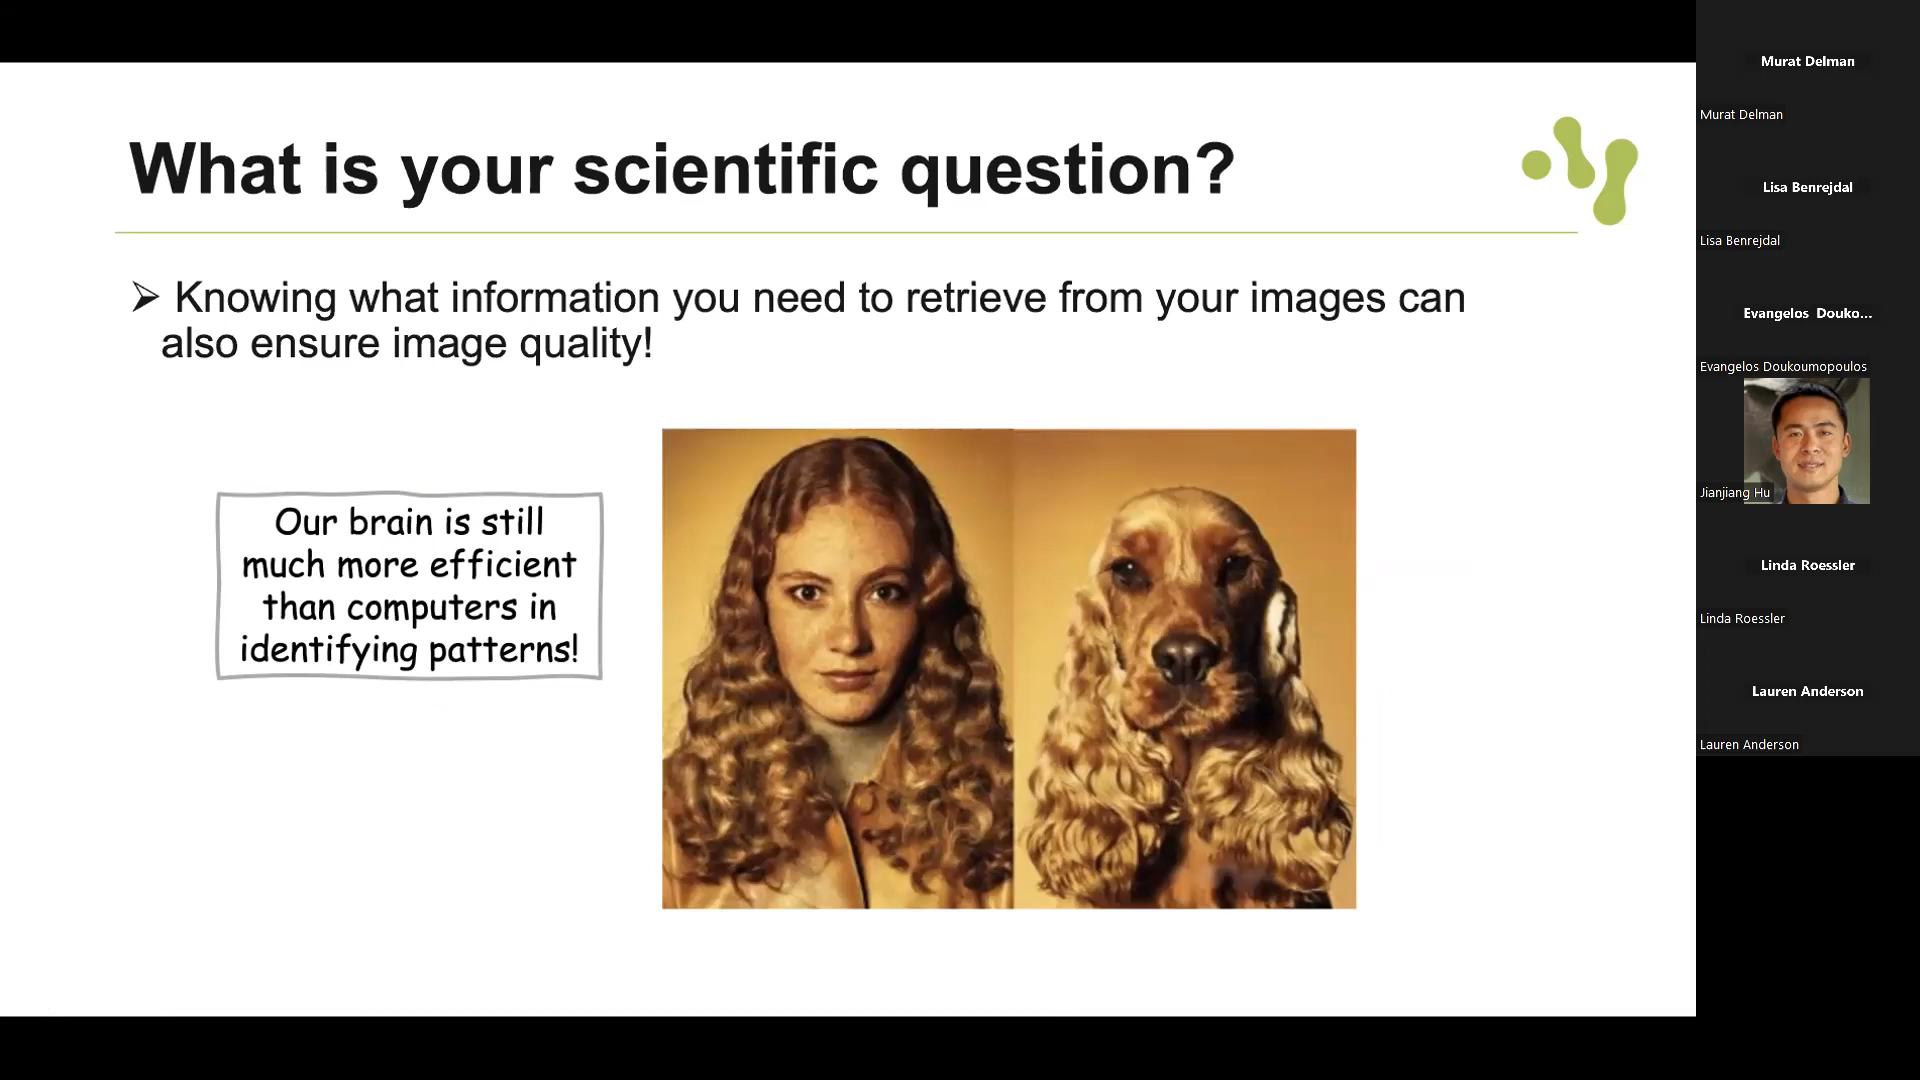 What is your scientific question?
➢ Knowing what information you need to retrieve from your images can
also ensure image quality!
Our brain is still
much more efficient
than computers in
identifying patterns!
Murat Delman
Murat Delman
Lisa Benrejdal
Lisa Benrejdal
Evangelos Douko...
Evangelos Doukoumopoulos
Jianjiang Hu
Linda Roessler
Linda Roessler
Lauren Anderson
Lauren Anderson